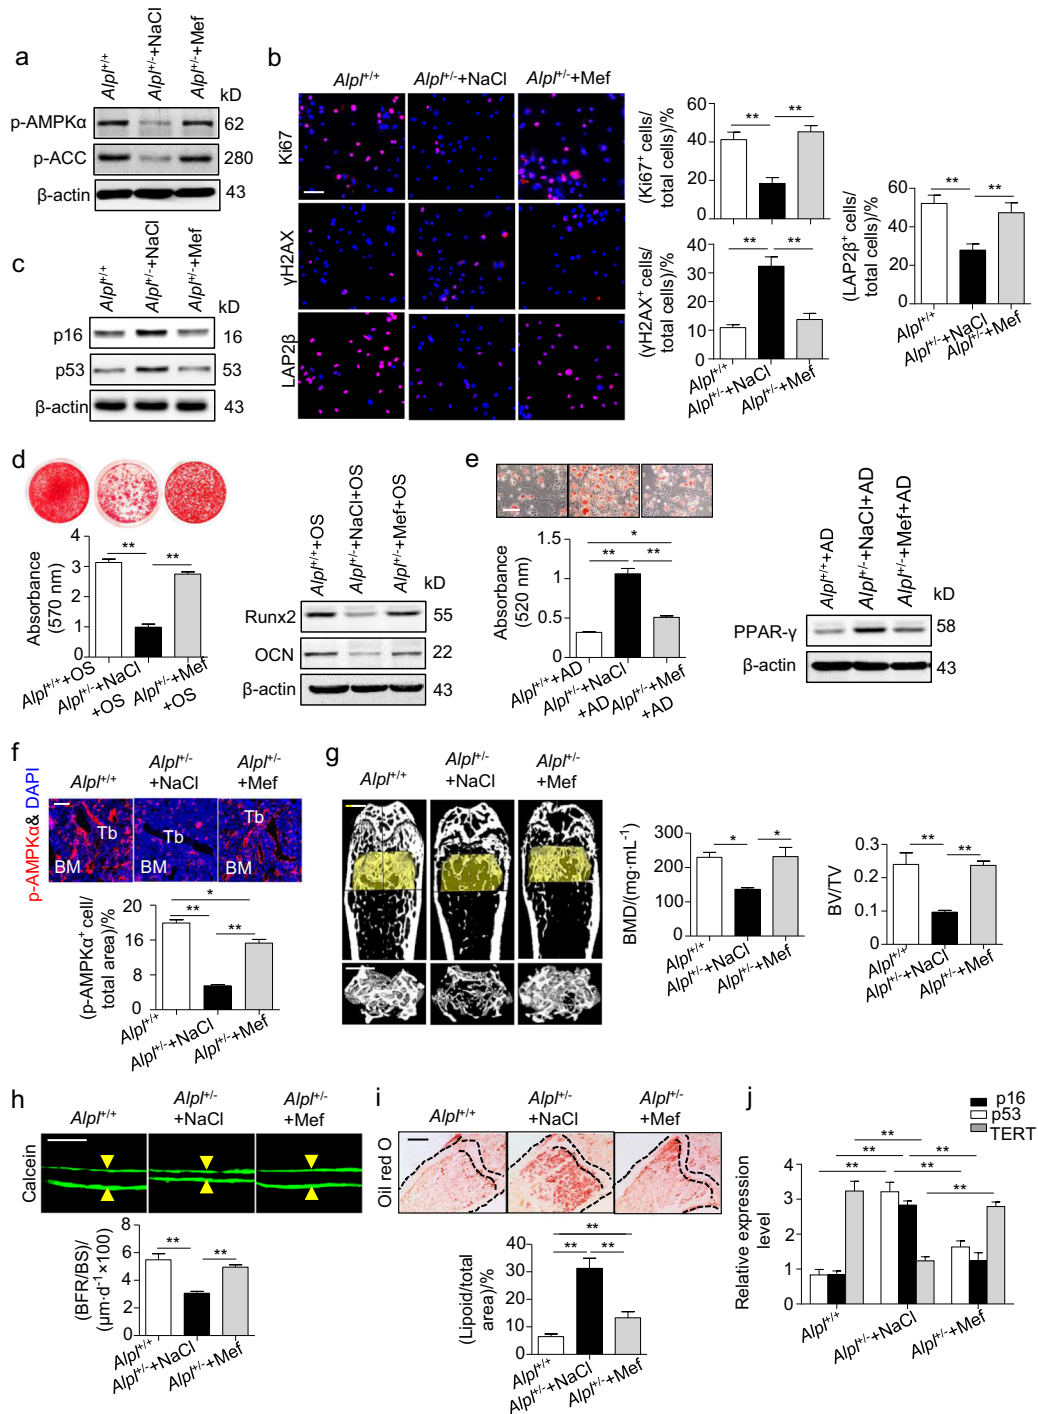 a
Alpl+/+
Alpl+/-+NaCl
Alpl+/-+Mef
kD
p-AMPKα 62
p-ACC 280
β-actin 43
b
Alpl+/+ Alpl+/-+NaCl Alpl+/-+Mef
Ki67
γH2AX
LAP2β
(Ki67+ cells/
total cells)/%
60
40
20
0
** **
(γH2AX+ cells/
total cells)/%
40
30
20
10
0
** **
Alpl+/+
Alpl+/-+NaCl
Alpl+/-+Mef
(LAP2β+ cells/
total cells)/%
60
40
20
0
** **
Alpl+/+
Alpl+/-+NaCl
Alpl+/-+Mef
c
Alpl+/+
Alpl+/-+NaCl
Alpl+/-+Mef
kD
p16 16
p53 53
β-actin 43
d
Absorbance
(570 nm)
4
3
2
1
0
** **
Alpl+/++OS
Alpl+/-+NaCl
+OS
Alpl+/-+Mef
+OS
Alpl+/++OS
Alpl+/-+NaCl+OS
Alpl+/-+Mef+OS
kD
Runx2 55
OCN 22
β-actin 43
e
Absorbance
(520 nm)
1.5
1
0.5
0
*
** **
Alpl+/++AD
Alpl+/-+NaCl
+AD
Alpl+/-+Mef
+AD
Alpl+/++AD
Alpl+/-+NaCl+AD
Alpl+/-+Mef+AD
kD
PPAR-γ 58
β-actin 43
f
Alpl+/+
Alpl+/-
+NaCl
Alpl+/-
+Mef
p-AMPKα& DAPI
Tb
BM
Tb
BM
Tb
BM
(p-AMPKα+ cell/
total area)/%
20
16
12
8
4
0
*
**
**
Alpl+/+
Alpl+/-+NaCl
Alpl+/-+Mef
g
Alpl+/+
Alpl+/-
+NaCl
Alpl+/-
+Mef
BMD/(mg·mL-1)
300
200
100
0
* *
Alpl+/+
Alpl+/-+NaCl
Alpl+/-+Mef
BV/TV
0.3
0.2
0.1
0
** **
Alpl+/+
Alpl+/-+NaCl
Alpl+/-+Mef
h
Alpl+/+
Alpl+/-
+NaCl
Alpl+/-
+Mef
Calcein
(BFR/BS)/
(μm·d-1×100)
8
6
4
2
0
** **
Alpl+/+
Alpl+/-+NaCl
Alpl+/-+Mef
i
Alpl+/+
Alpl+/-
+NaCl
Alpl+/-
+Mef
Oil red O
(Lipoid/total
area)/%
40
30
20
10
0
**
** **
Alpl+/+
Alpl+/-+NaCl
Alpl+/-+Mef
j
p16
p53
TERT
Relative expression
level
4
3
2
1
0
**
** **
** **
**
Alpl+/+
Alpl+/-+NaCl
Alpl+/-+Mef